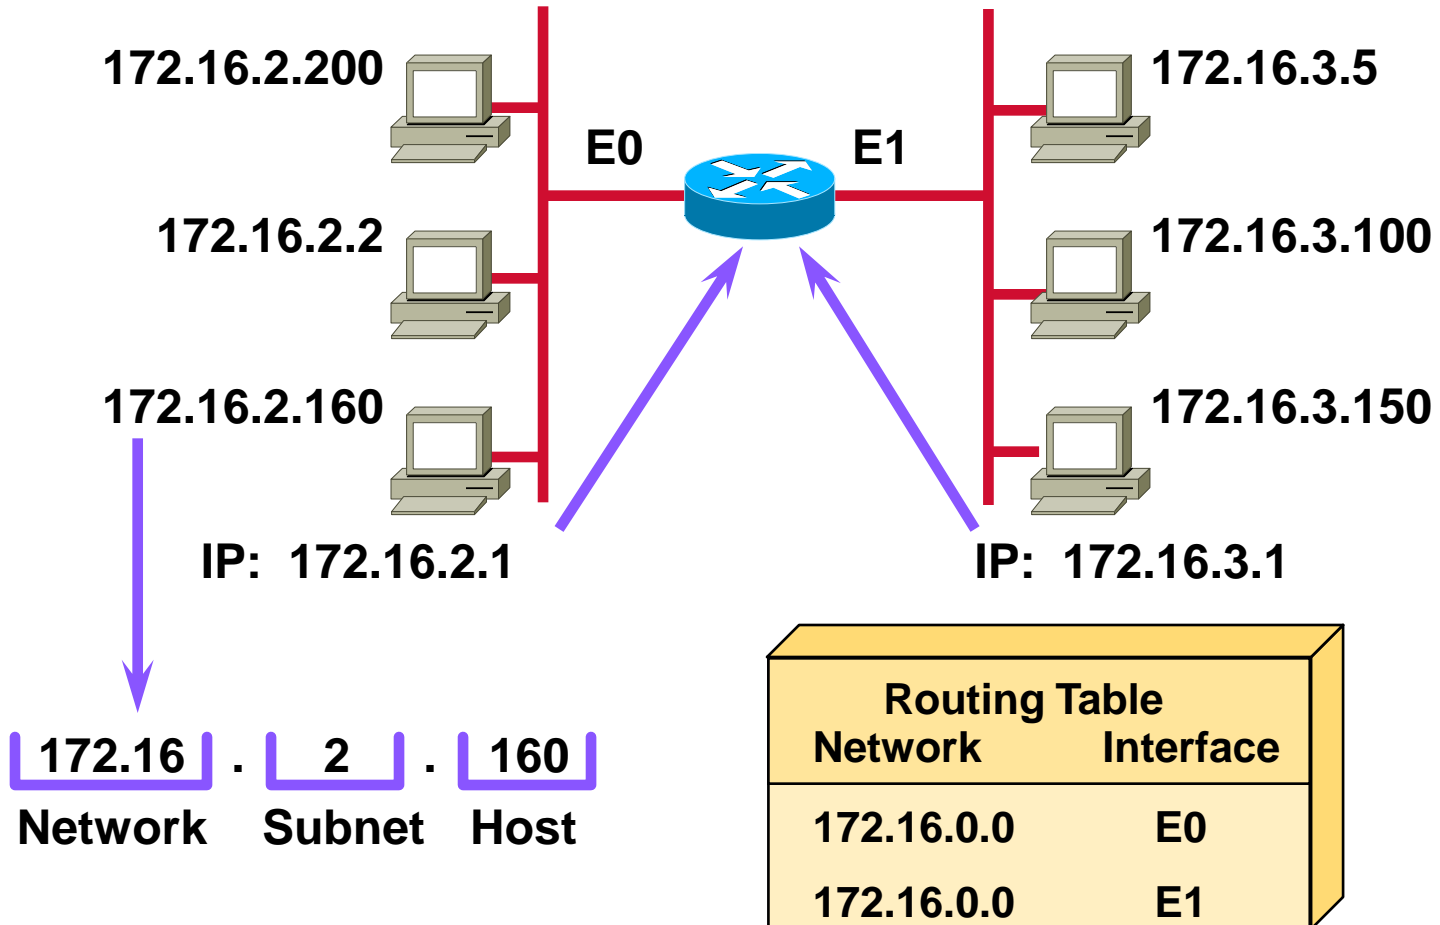 172.16.2.200
172.16.3.5
E0
E1
172.16.2.2
172.16.3.100
172.16.2.160
172.16.3.150
IP: 172.16.2.1
IP: 172.16.3.1
172.16 . 2 . 160
Network Subnet Host
Routing Table
Network Interface
172.16.0.0 E0
172.16.0.0 E1